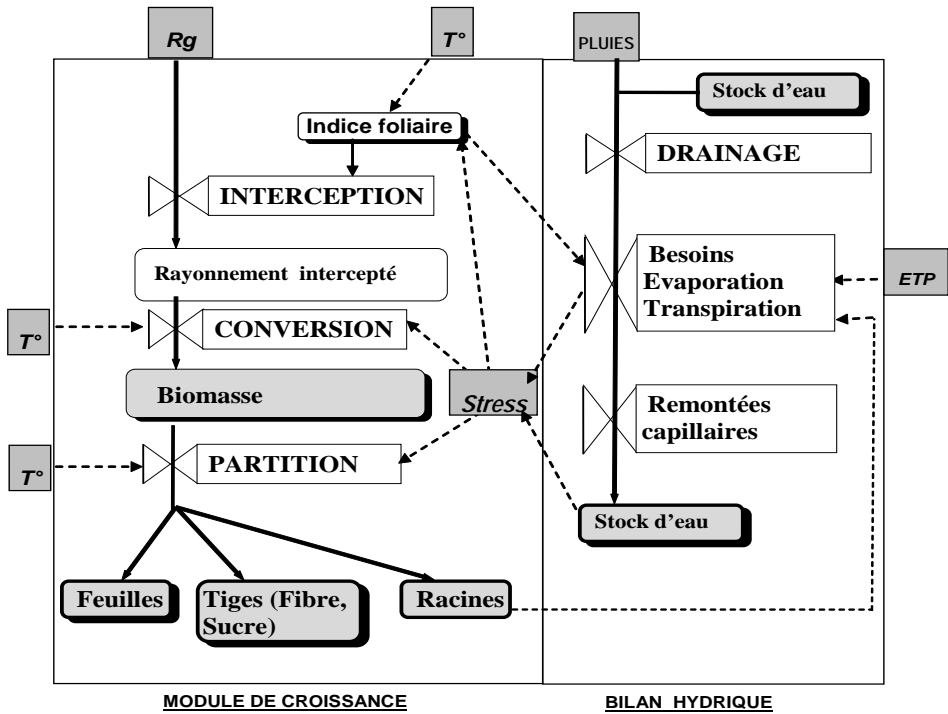 Rg
T°
PLUIES
Stock d'eau
Indice foliaire
DRAINAGE
INTERCEPTION
Rayonnement intercepté
Besoins
Evaporation
Transpiration
ETP
T°
CONVERSION
Biomasse
Stress
Remontées
capillaires
T°
PARTITION
Stock d'eau
Feuilles
Tiges (Fibre,
Sucre)
Racines
MODULE DE CROISSANCE
BILAN HYDRIQUE